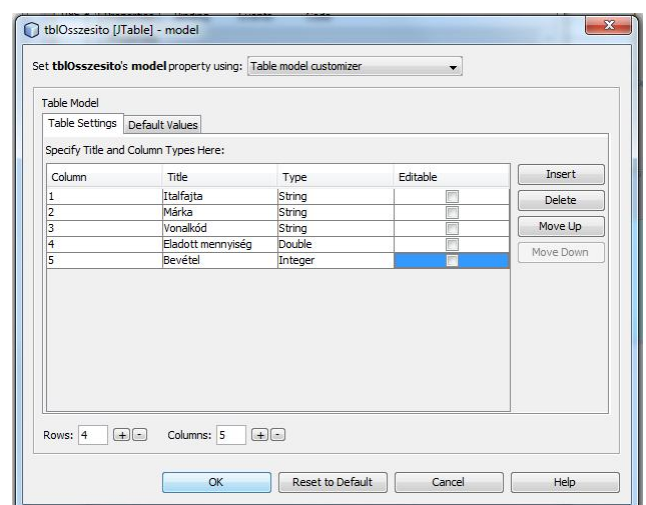 tblOsszesito [JTable] - model
Set tblOsszesito's model property using: Table model customizer
Table Model
Table Settings Default Values
Specify Title and Column Types Here:
Column Title Type Editable
1 Italfajta String
2 Márka String
3 Vonalkód String
4 Eladott mennyiség Double
5 Bevétel Integer
Insert
Delete
Move Up
Move Down
Rows: 4 + - Columns: 5 + -
OK Reset to Default Cancel Help